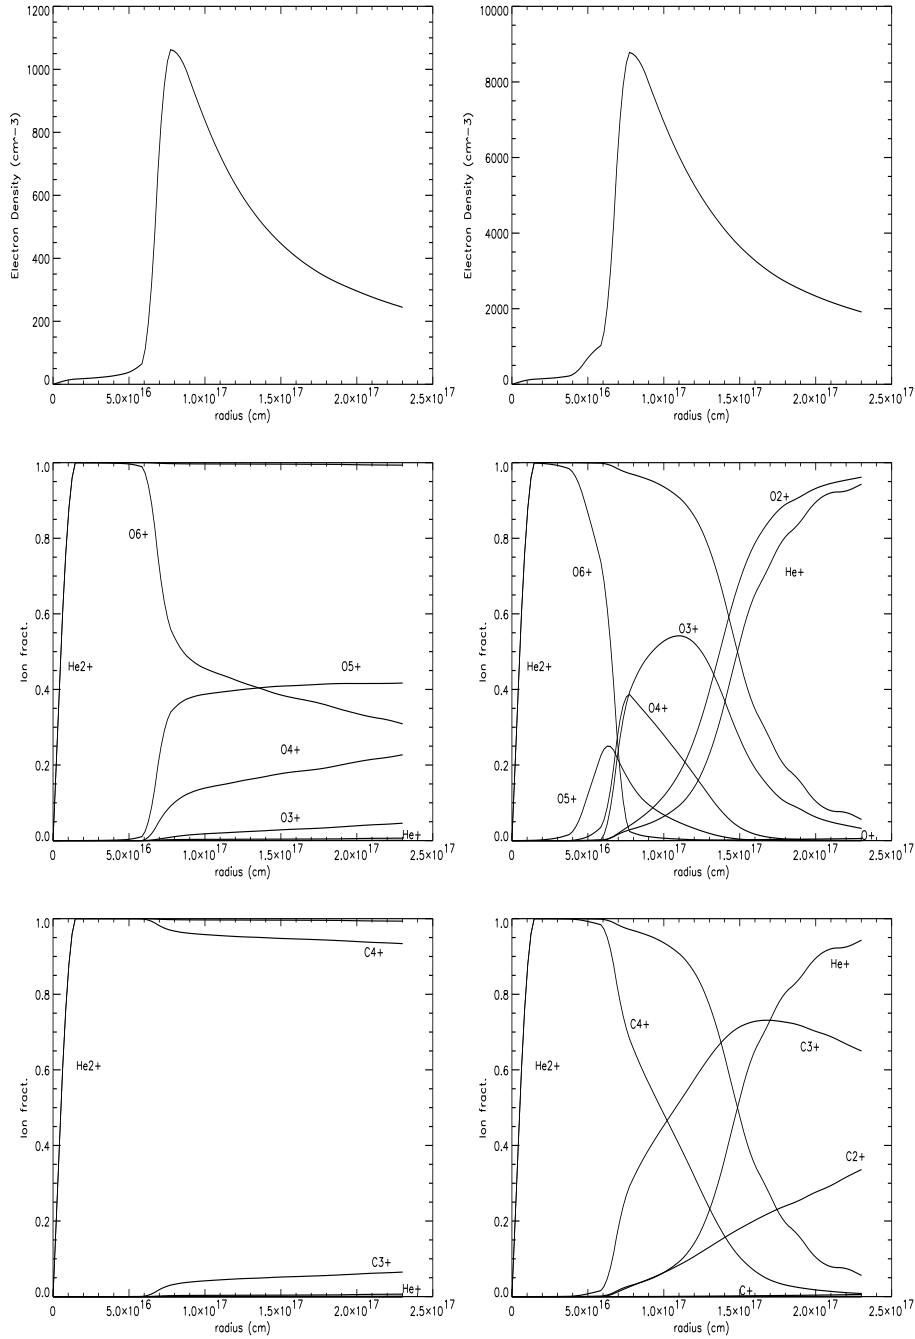 1200
1000
800
600
400
200
0
Electron Density (cm^-3)
0
5.0×10^16
1.0×10^17
1.5×10^17
2.0×10^17
2.5×10^17
radius (cm)
10000
8000
6000
4000
2000
0
Electron Density (cm^-3)
0
5.0×10^16
1.0×10^17
1.5×10^17
2.0×10^17
2.5×10^17
radius (cm)
1.0
0.8
0.6
0.4
0.2
0.0
Ion fract.
O6+
He2+
O5+
O4+
O3+
He+
0
5.0×10^16
1.0×10^17
1.5×10^17
2.0×10^17
2.5×10^17
radius (cm)
1.0
0.8
0.6
0.4
0.2
0.0
Ion fract.
O2+
O6+
He+
O3+
He2+
O4+
O5+
O+
0
5.0×10^16
1.0×10^17
1.5×10^17
2.0×10^17
2.5×10^17
radius (cm)
1.0
0.8
0.6
0.4
0.2
0.0
Ion fract.
C4+
He2+
C3+
He+
0
5.0×10^16
1.0×10^17
1.5×10^17
2.0×10^17
2.5×10^17
radius (cm)
1.0
0.8
0.6
0.4
0.2
0.0
Ion fract.
He+
C4+
C3+
He2+
C2+
C+
0
5.0×10^16
1.0×10^17
1.5×10^17
2.0×10^17
2.5×10^17
radius (cm)